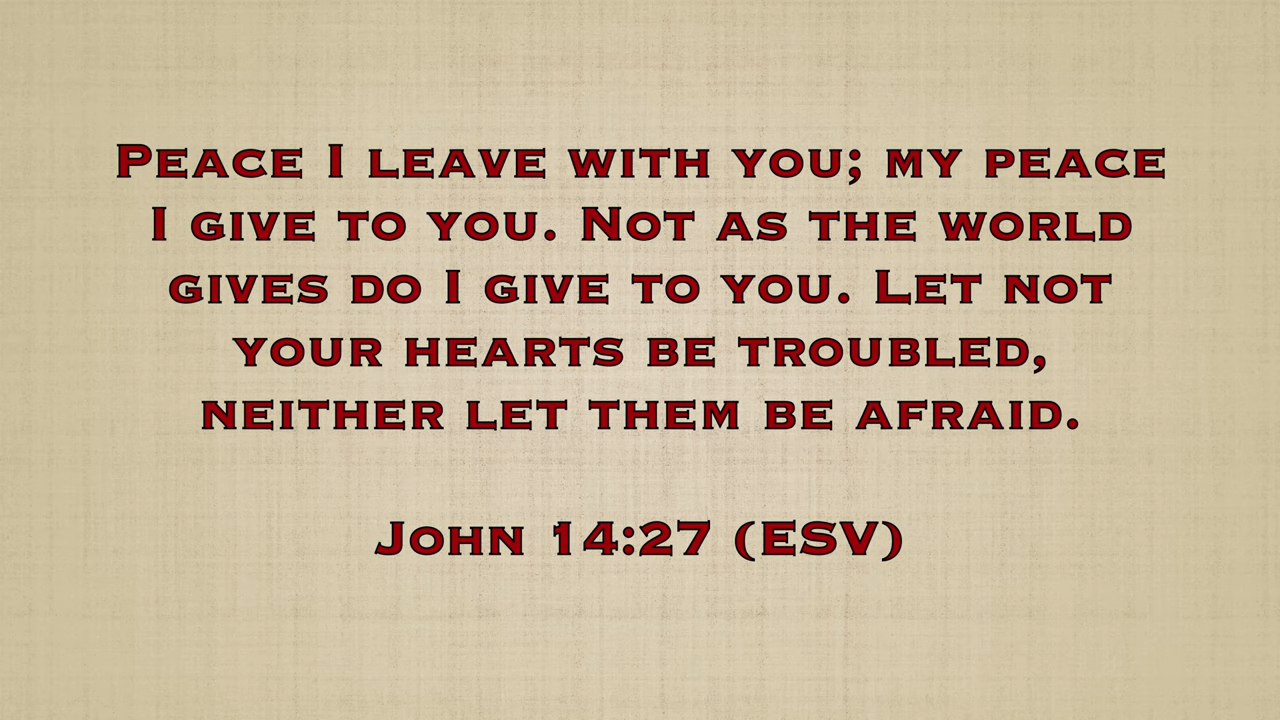 Peace I leave with you; my peace
I give to you. Not as the world
gives do I give to you. Let not
your hearts be troubled,
neither let them be afraid.
John 14:27 (ESV)